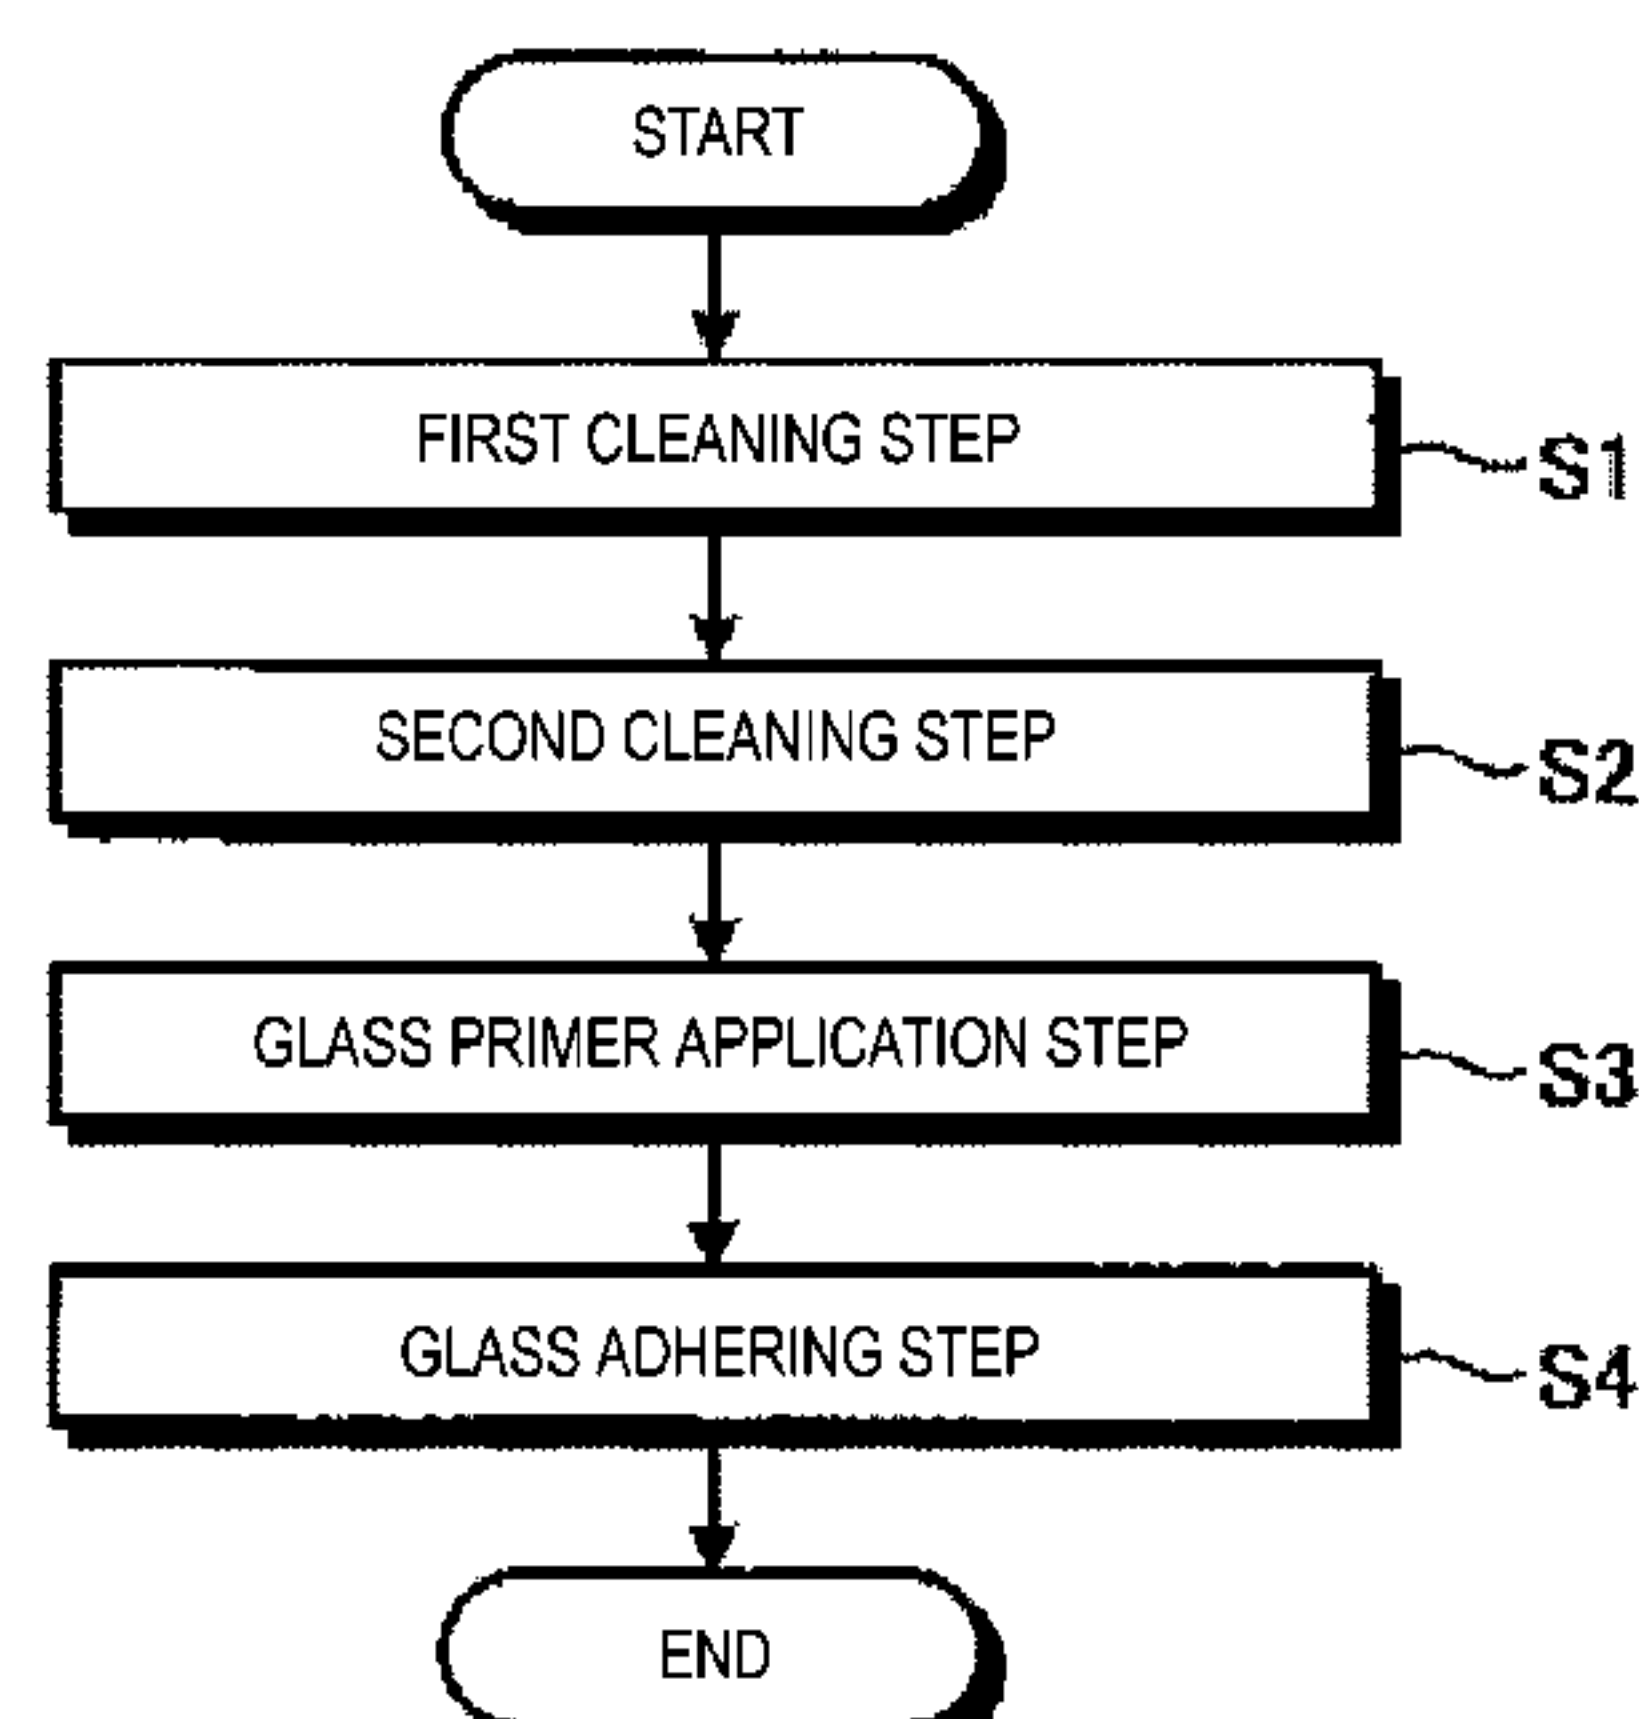 START
FIRST CLEANING STEP
S1
SECOND CLEANING STEP
S2
GLASS PRIMER APPLICATION STEP
S3
GLASS ADHERING STEP
S4
END